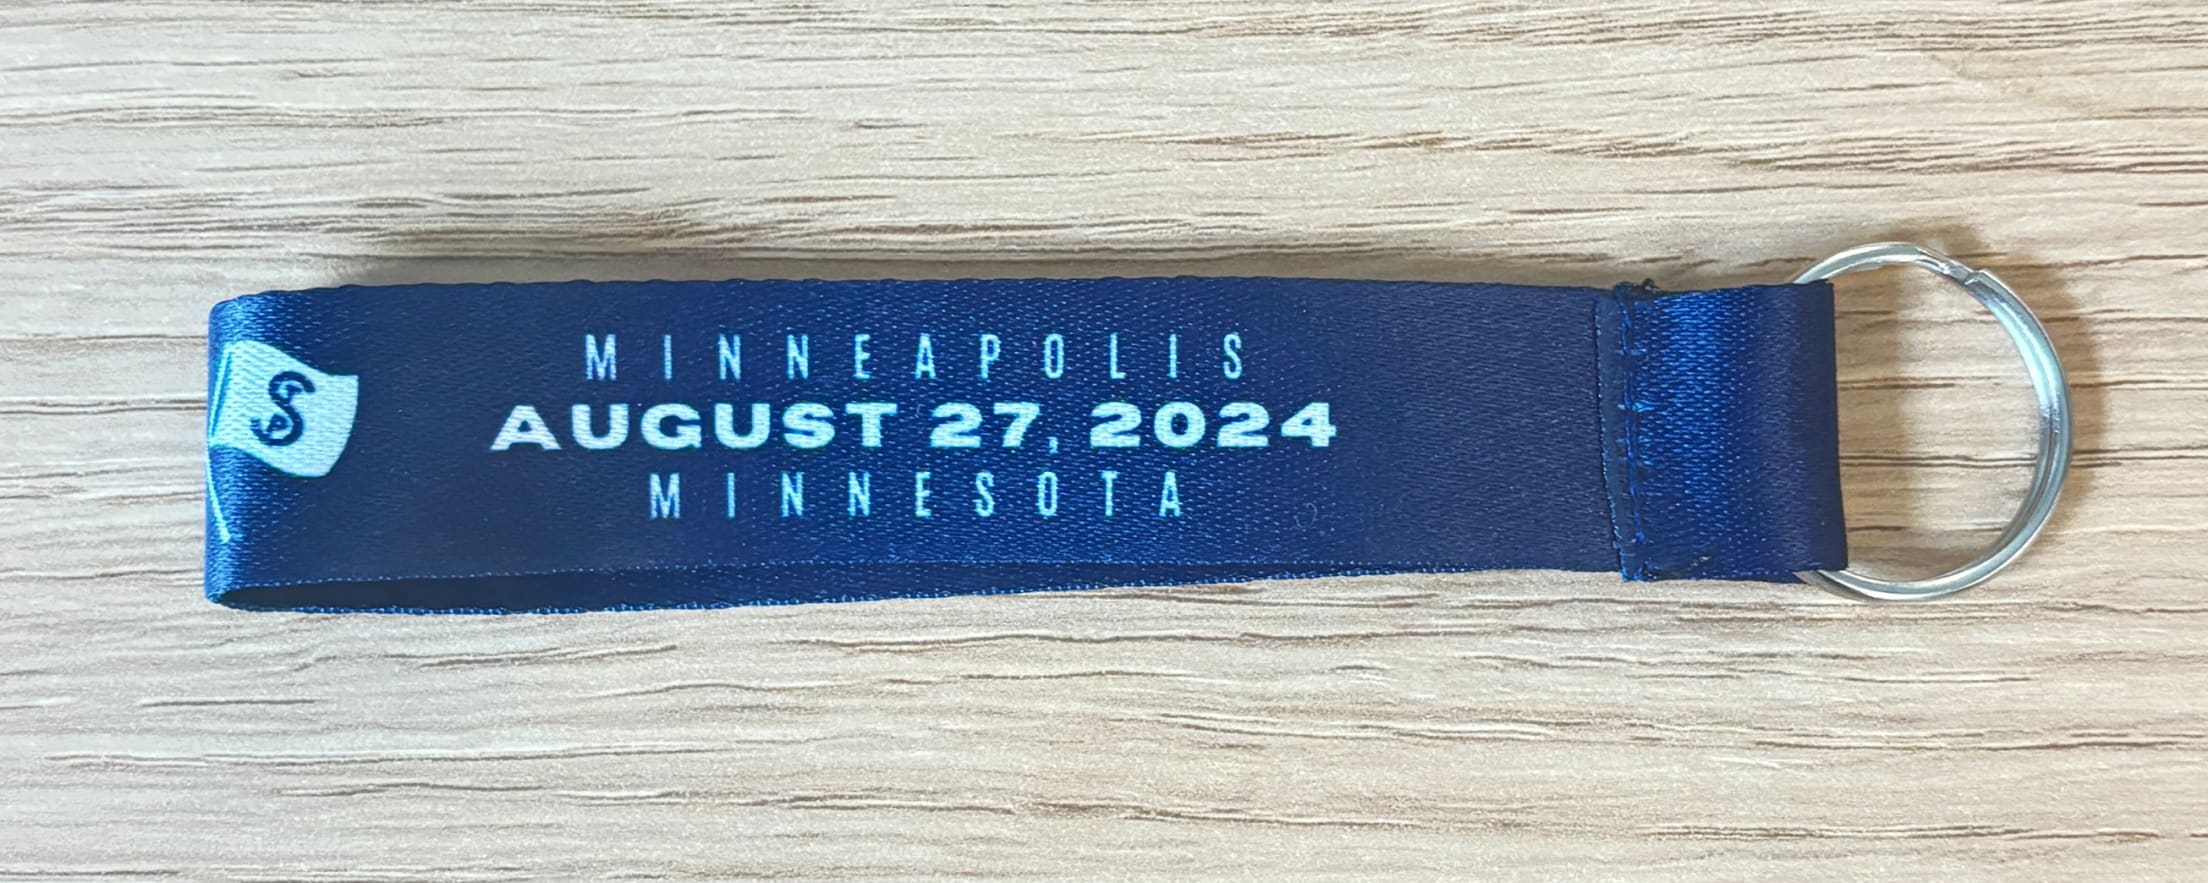 S
MINNEAPOLIS
AUGUST 27, 2024
MINNESOTA